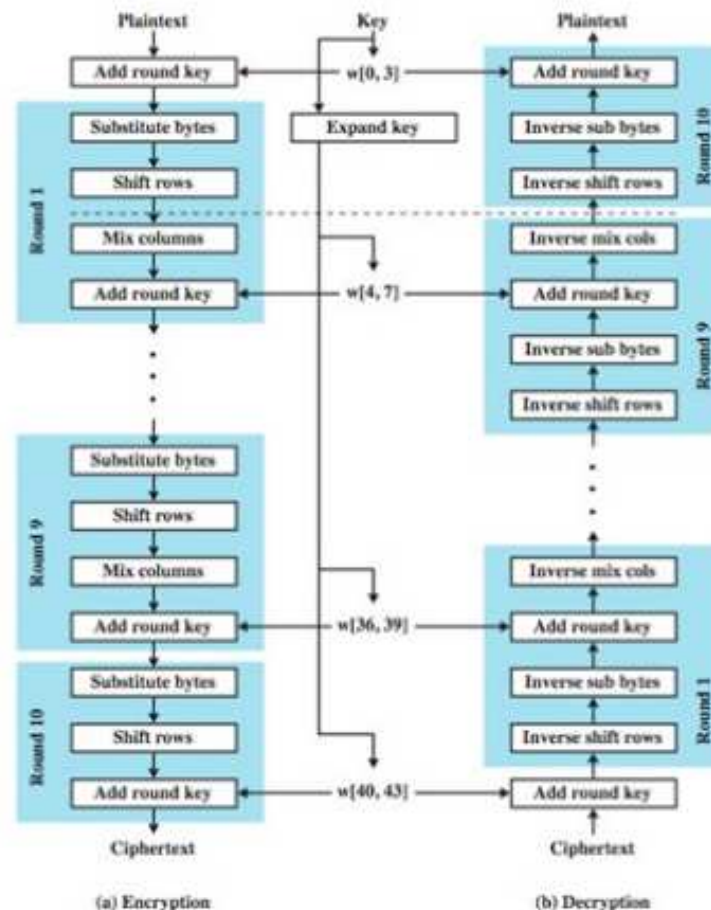 Plaintext
Add round key
Substitute bytes
Shift rows
Mix columns
Add round key
Round 1
Substitute bytes
Shift rows
Mix columns
Add round key
Round 9
Substitute bytes
Shift rows
Add round key
Round 10
Ciphertext
(a) Encryption
Key
w[0, 3]
Expand key
w[4, 7]
w[36, 39]
w[40, 43]
Plaintext
Add round key
Inverse sub bytes
Inverse shift rows
Round 10
Inverse mix cols
Add round key
Inverse sub bytes
Inverse shift rows
Round 9
Inverse mix cols
Add round key
Inverse sub bytes
Inverse shift rows
Round 1
Add round key
Ciphertext
(b) Decryption